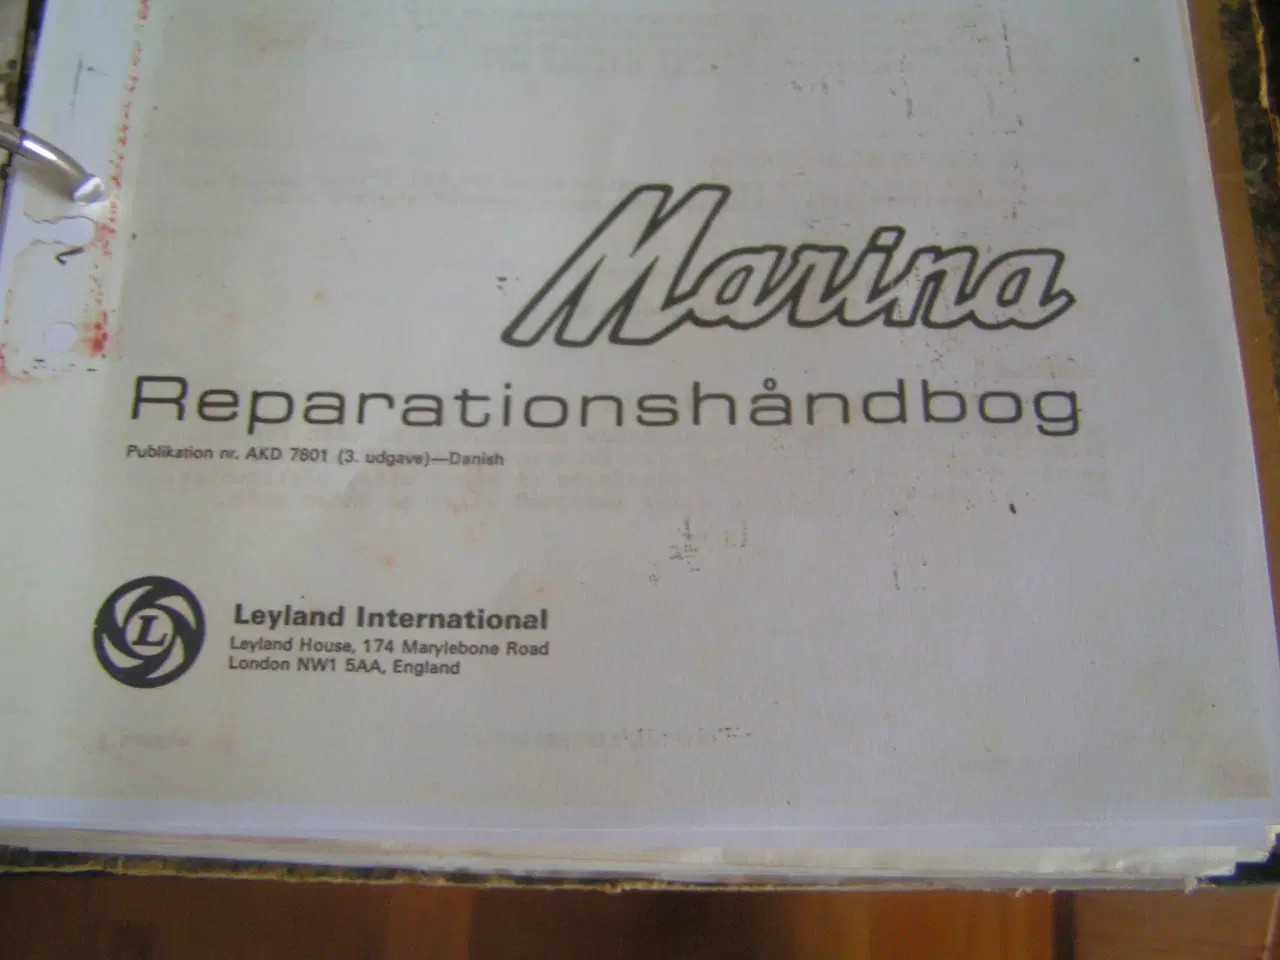 Marina
Reparationshåndbog
Publikation nr. AKD 7801 (3. udgave)—Danish
L
Leyland International
Leyland House, 174 Marylebone Road
London NW1 5AA, England